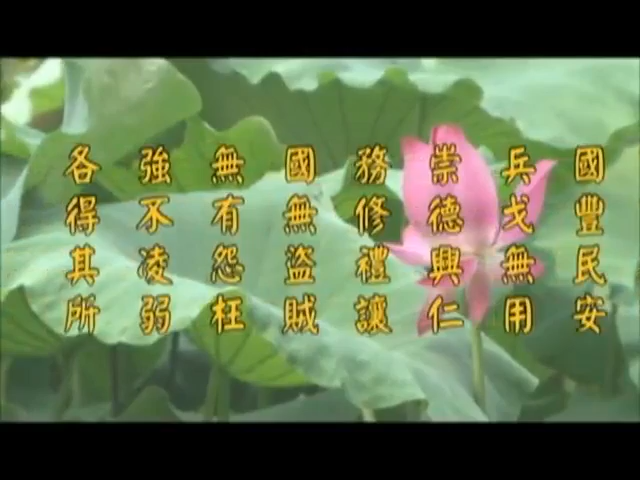 國豐民安
兵戈無用
崇德興仁
務修禮讓
國無盜賊
無有怨枉
強不凌弱
各得其所